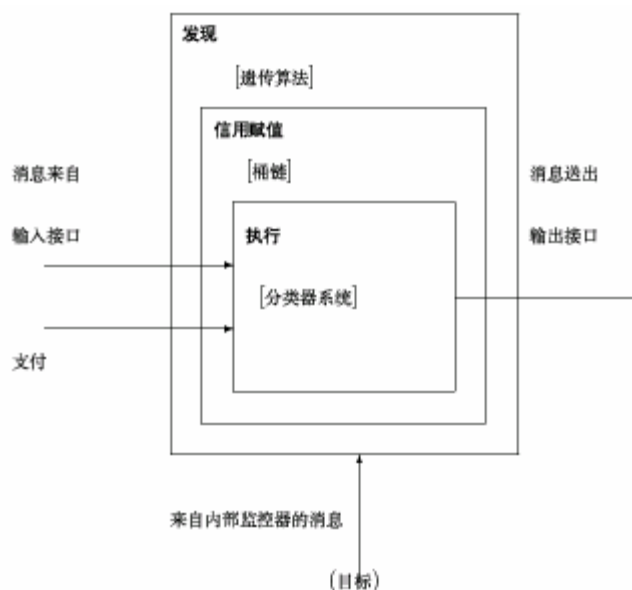 发现
[遗传算法]
信用赋值
[桶链]
消息来自
消息送出
输入接口
执行
输出接口
[分类器系统]
支付
来自内部监控器的消息
(目标)